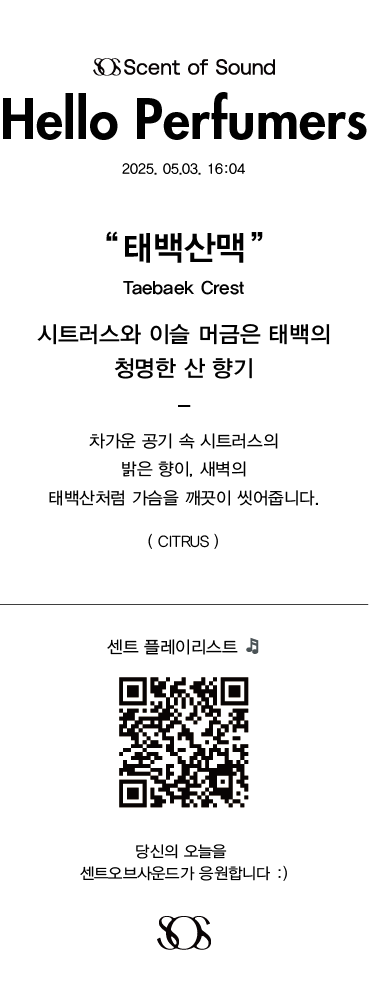 SOS Scent of Sound
Hello Perfumers
2025. 05.03. 16:04
“태백산맥”
Taebaek Crest
시트러스와 이슬 머금은 태백의
청명한 산 향기
–
차가운 공기 속 시트러스의
밝은 향이, 새벽의
태백산처럼 가슴을 깨끗이 씻어줍니다.
( CITRUS )
센트 플레이리스트 🎵
당신의 오늘을
센트오브사운드가 응원합니다 :)
SOS